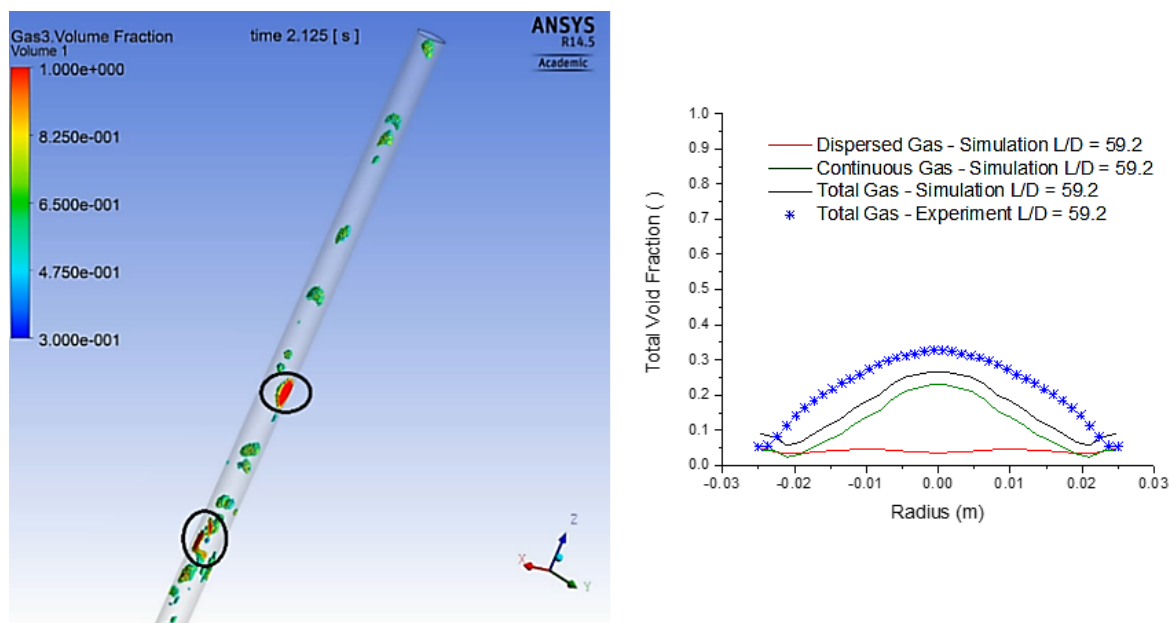 Gas3.Volume Fraction
Volume 1
time 2.125 [ s ]
ANSYS
R14.5
Academic
1.000e+000
8.250e-001
6.500e-001
4.750e-001
3.000e-001
Z
X
Y
Total Void Fraction ( )
1.0
0.9
0.8
0.7
0.6
0.5
0.4
0.3
0.2
0.1
0.0
Dispersed Gas - Simulation L/D = 59.2
Continuous Gas - Simulation L/D = 59.2
Total Gas - Simulation L/D = 59.2
Total Gas - Experiment L/D = 59.2
-0.03 -0.02 -0.01 0.00 0.01 0.02 0.03
Radius (m)